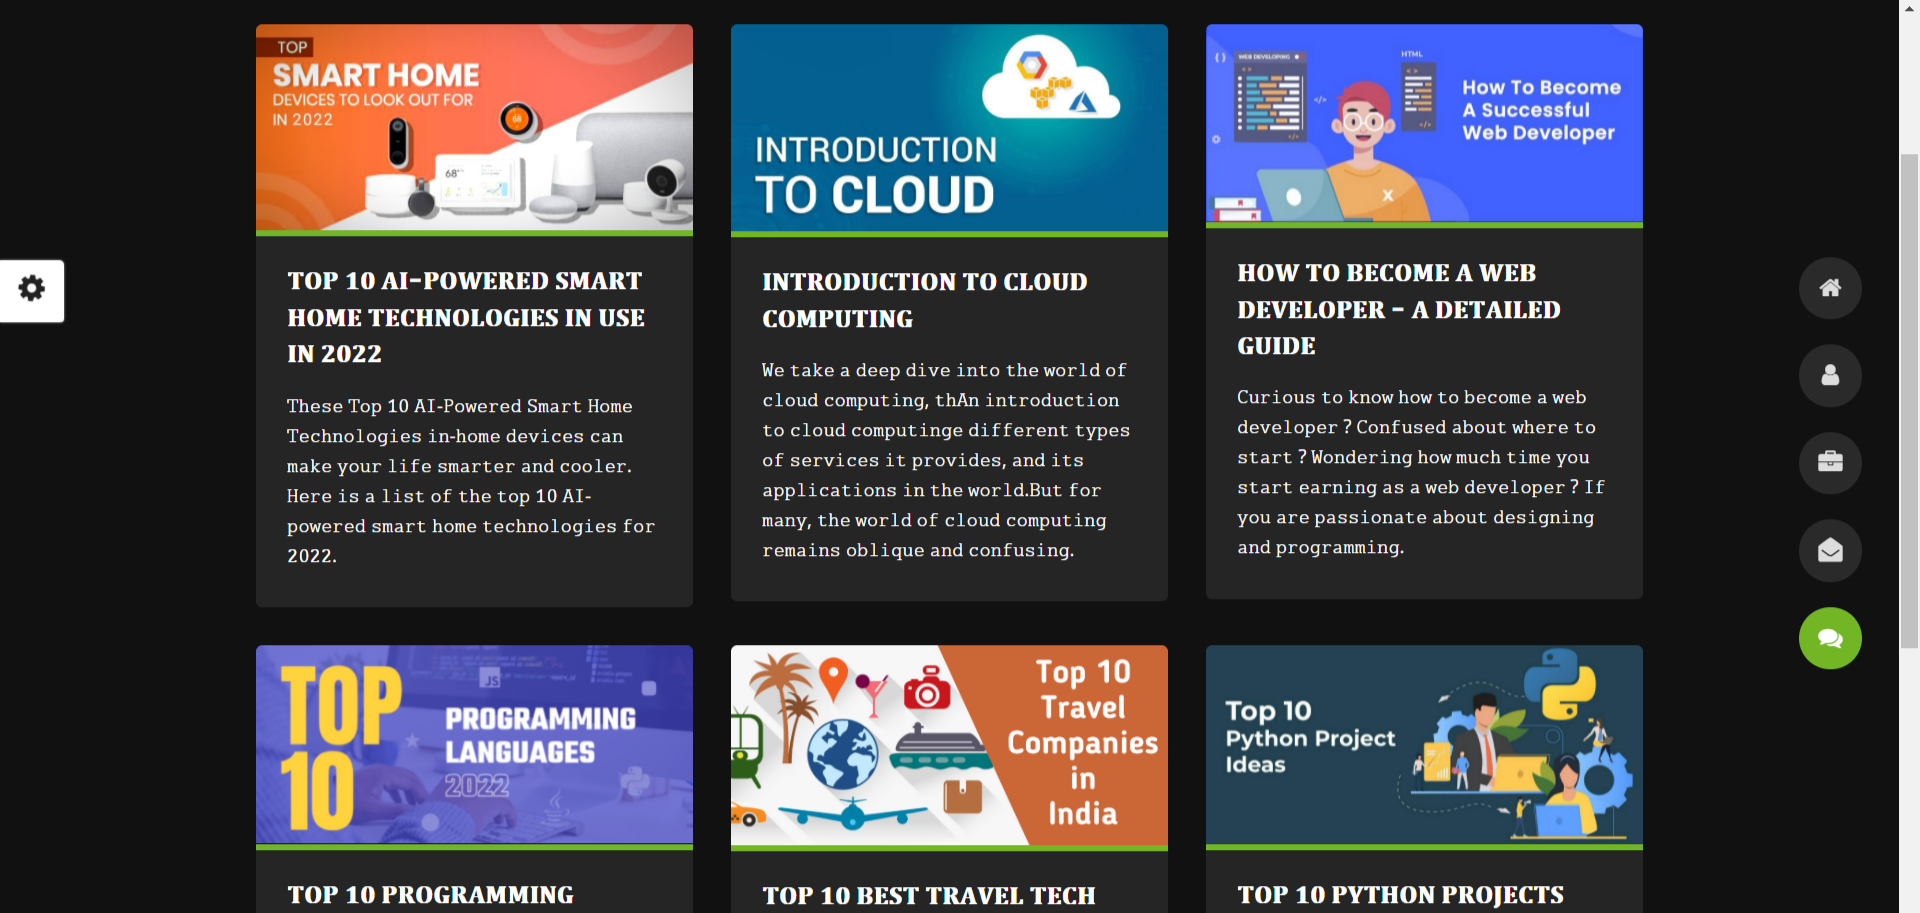 TOP
SMART HOME
DEVICES TO LOOK OUT FOR
IN 2022
68°
68
TOP 10 AI-POWERED SMART
HOME TECHNOLOGIES IN USE
IN 2022
These Top 10 AI-Powered Smart Home
Technologies in-home devices can
make your life smarter and cooler.
Here is a list of the top 10 AI-
powered smart home technologies for
2022.
INTRODUCTION
TO CLOUD
INTRODUCTION TO CLOUD
COMPUTING
We take a deep dive into the world of
cloud computing, thAn introduction
to cloud computinge different types
of services it provides, and its
applications in the world.But for
many, the world of cloud computing
remains oblique and confusing.
WEB DEVELOPING
HTML
How To Become
A Successful
Web Developer
HOW TO BECOME A WEB
DEVELOPER - A DETAILED
GUIDE
Curious to know how to become a web
developer ? Confused about where to
start ? Wondering how much time you
start earning as a web developer ? If
you are passionate about designing
and programming.
TOP
10
JS
PROGRAMMING
LANGUAGES
2022
TOP 10 PROGRAMMING
Top 10
Travel
Companies
in
India
TOP 10 BEST TRAVEL TECH
Top 10
Python Project
Ideas
TOP 10 PYTHON PROJECTS